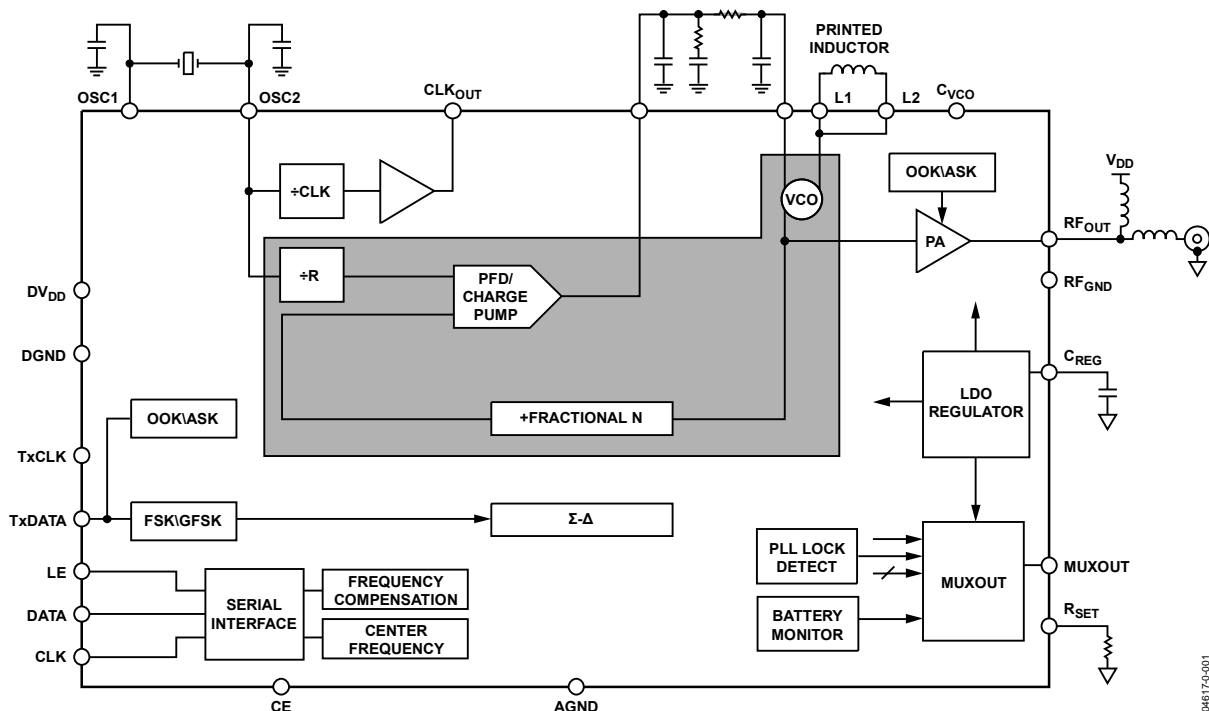 PRINTED
INDUCTOR
OSC1
OSC2
CLKOUT
L1
L2
CVCO
÷CLK
VCO
OOK\ASK
VDD
PA
RFOUT
÷R
PFD/
CHARGE
PUMP
RFGND
DVDD
DGND
CREG
LDO
REGULATOR
+FRACTIONAL N
OOK\ASK
TxCLK
TxDATA
FSK\GFSK
Σ-Δ
PLL LOCK
DETECT
MUXOUT
MUXOUT
LE
DATA
CLK
SERIAL
INTERFACE
FREQUENCY
COMPENSATION
CENTER
FREQUENCY
BATTERY
MONITOR
RSET
CE
AGND
04617-0-001